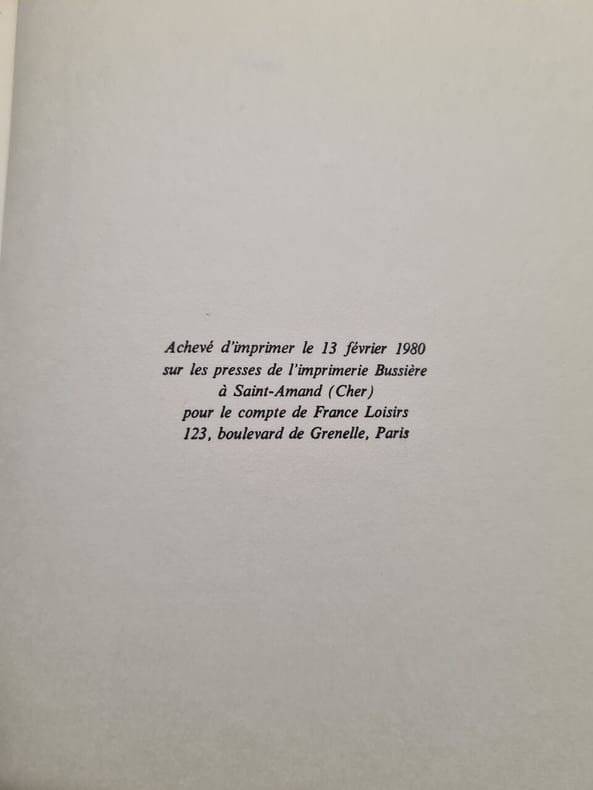 Achevé d'imprimer le 13 février 1980
sur les presses de l'imprimerie Bussière
à Saint-Amand (Cher)
pour le compte de France Loisirs
123, boulevard de Grenelle, Paris